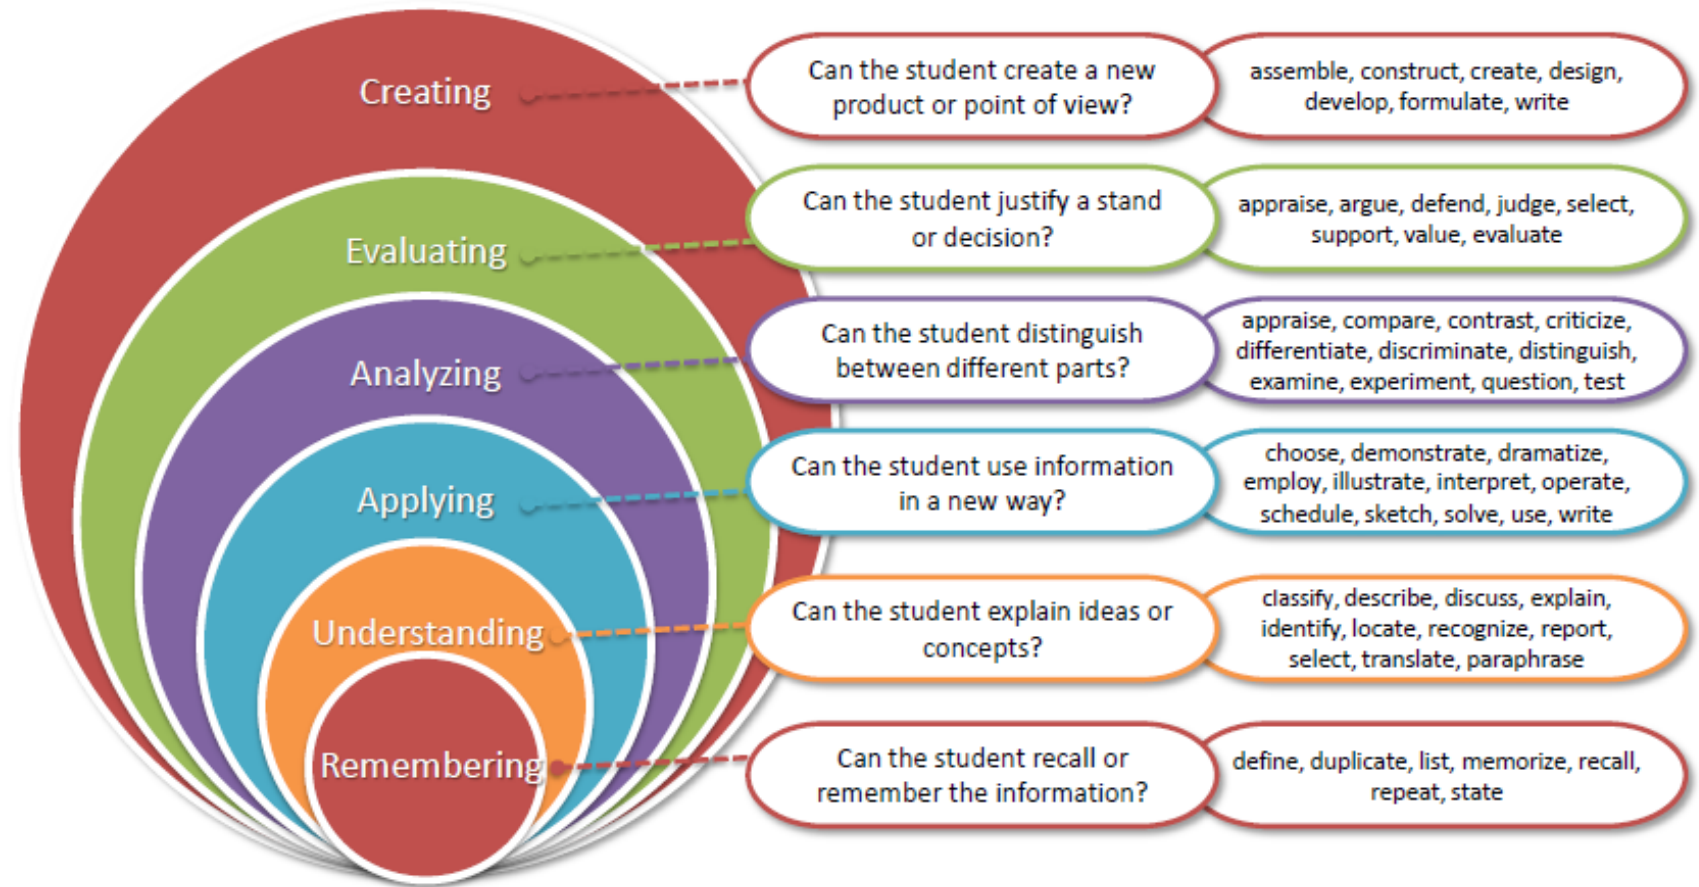 Creating
Can the student create a new
product or point of view?
assemble, construct, create, design,
develop, formulate, write
Evaluating
Can the student justify a stand
or decision?
appraise, argue, defend, judge, select,
support, value, evaluate
Analyzing
Can the student distinguish
between different parts?
appraise, compare, contrast, criticize,
differentiate, discriminate, distinguish,
examine, experiment, question, test
Applying
Can the student use information
in a new way?
choose, demonstrate, dramatize,
employ, illustrate, interpret, operate,
schedule, sketch, solve, use, write
Understanding
Can the student explain ideas or
concepts?
classify, describe, discuss, explain,
identify, locate, recognize, report,
select, translate, paraphrase
Remembering
Can the student recall or
remember the information?
define, duplicate, list, memorize, recall,
repeat, state